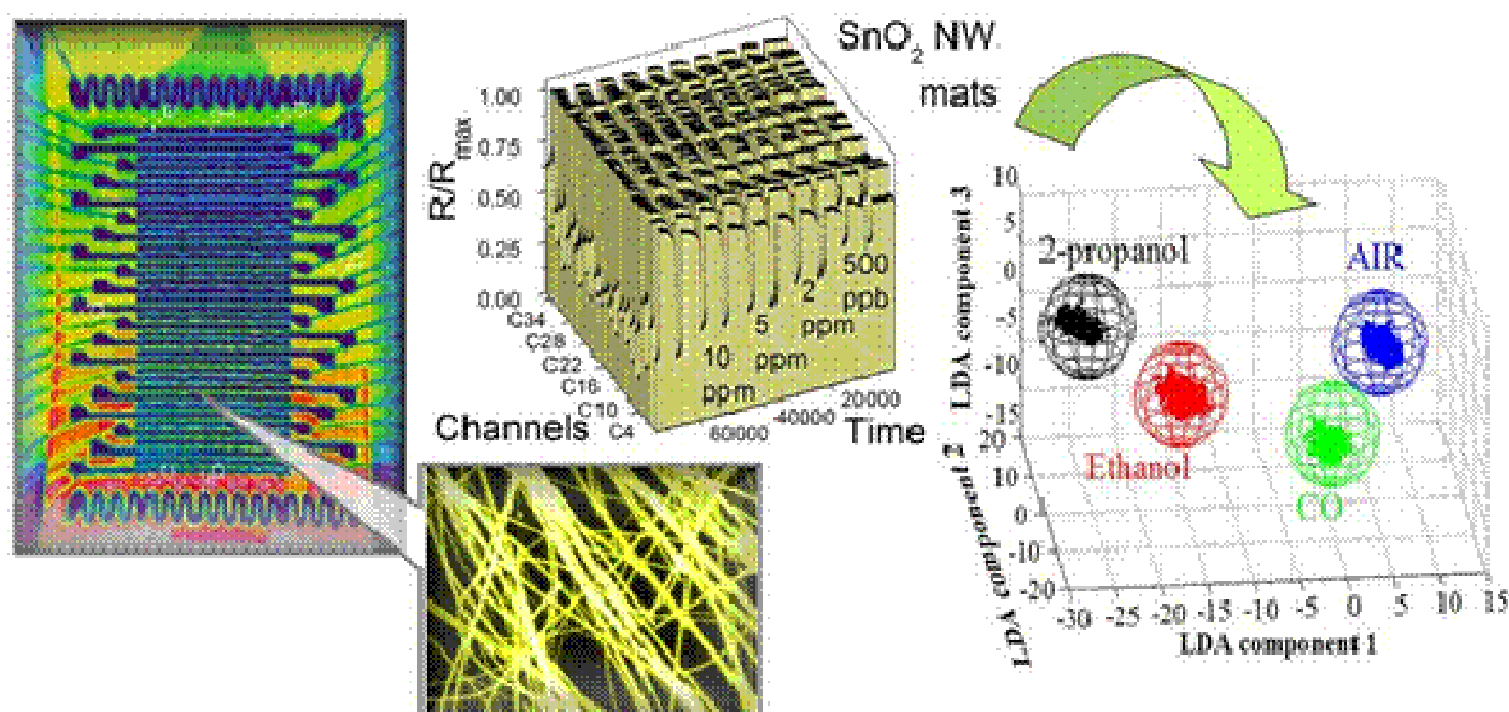 SnO2 NW
mats
R/Rmax
1.00
0.75
0.50
0.25
0.00
C34
C28
C22
C16
C10
C4
Channels
10
ppm
5
ppm
2
ppm
500
ppb
60000
40000
20000
Time
LDA component 3
10
5
0
-5
-10
-15
20
10
0
-10
-20
LDA component 2
2-propanol
Ethanol
AIR
CO
-30 -25 -20 -15 -10 -5 0 5 10 15
LDA component 1